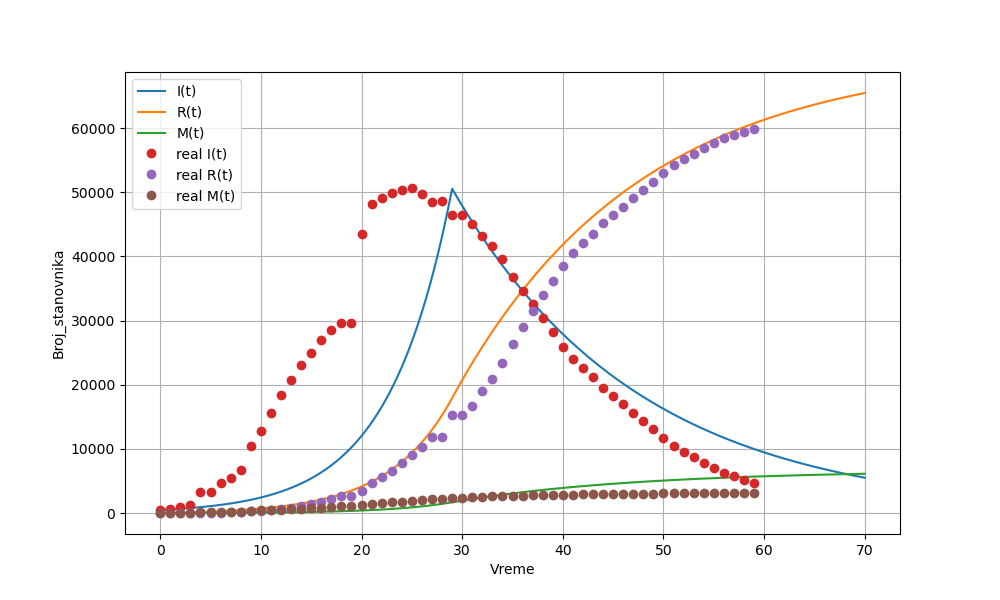 I(t)
R(t)
M(t)
real I(t)
real R(t)
real M(t)
60000
50000
40000
30000
20000
10000
0
Broj_stanovnika
0 10 20 30 40 50 60 70
Vreme